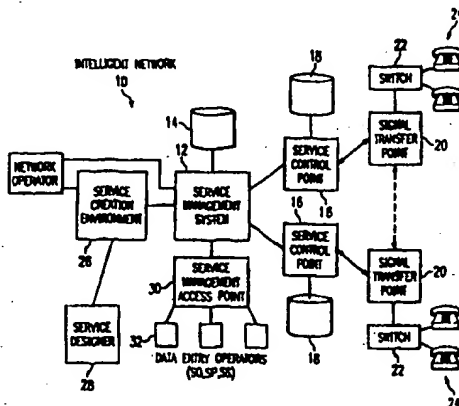 INTELLIGENT NETWORK
10
14
12
18
22
24
SWITCH
SIGNAL
TRANSFER
POINT
20
SERVICE
CONTROL
POINT
16
NETWORK
OPERATOR
SERVICE
CREATION
ENVIRONMENT
26
SERVICE
MANAGEMENT
SYSTEM
16
SERVICE
CONTROL
POINT
18
SIGNAL
TRANSFER
POINT
20
30
SERVICE
MANAGEMENT
ACCESS POINT
32
SERVICE
DESIGNER
28
DATA ENTRY OPERATORS
(SO,SP,SS)
SWITCH
22
24